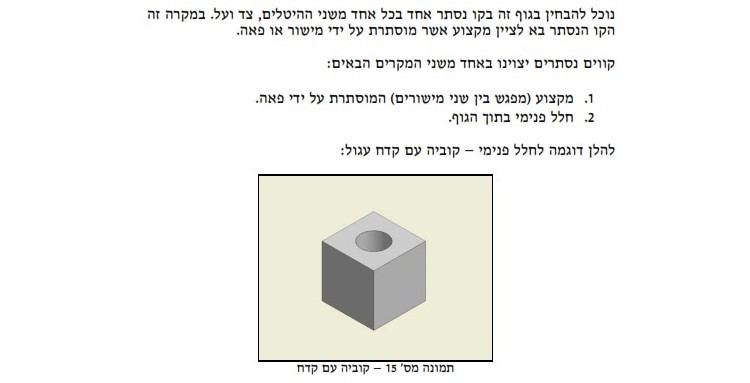 נוכל להבחין בגוף זה בקו נסתר אחד בכל אחד משני ההיטלים, צד ועל. במקרה זה
הקו הנסתר בא לציין מקצוע אשר מוסתרת על ידי מישור או פאה.
קווים נסתרים יצוינו באחד משני המקרים הבאים:
1. מקצוע (מפגש בין שני מישורים) המוסתרת על ידי פאה.
2. חלל פנימי בתוך הגוף.
להלן דוגמה לחלל פנימי – קוביה עם קדח עגול:
תמונה מס' 15 – קוביה עם קדח